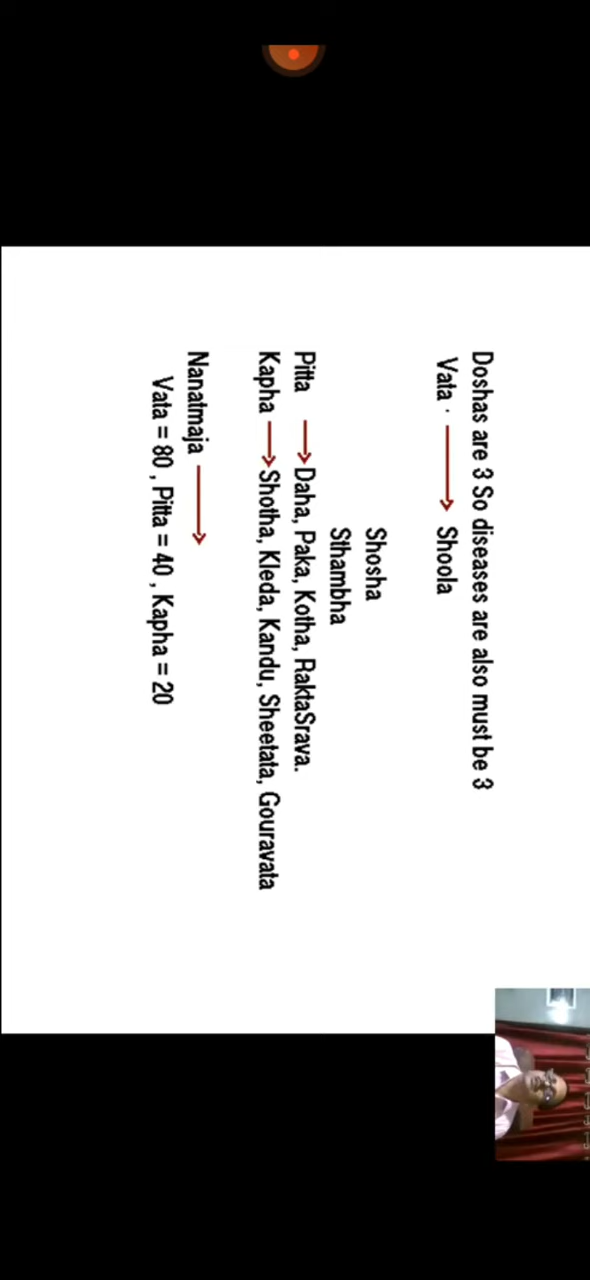 Doshas are 3 So diseases are also must be 3
Vata · → Shoola
Shosha
Sthambha
Pitta → Daha, Paka, Kotha, RaktaSrava.
Kapha → Shotha, Kleda, Kandu, Sheetata, Gouravata
Nanatmaja →
Vata = 80 , Pitta = 40 , Kapha = 20